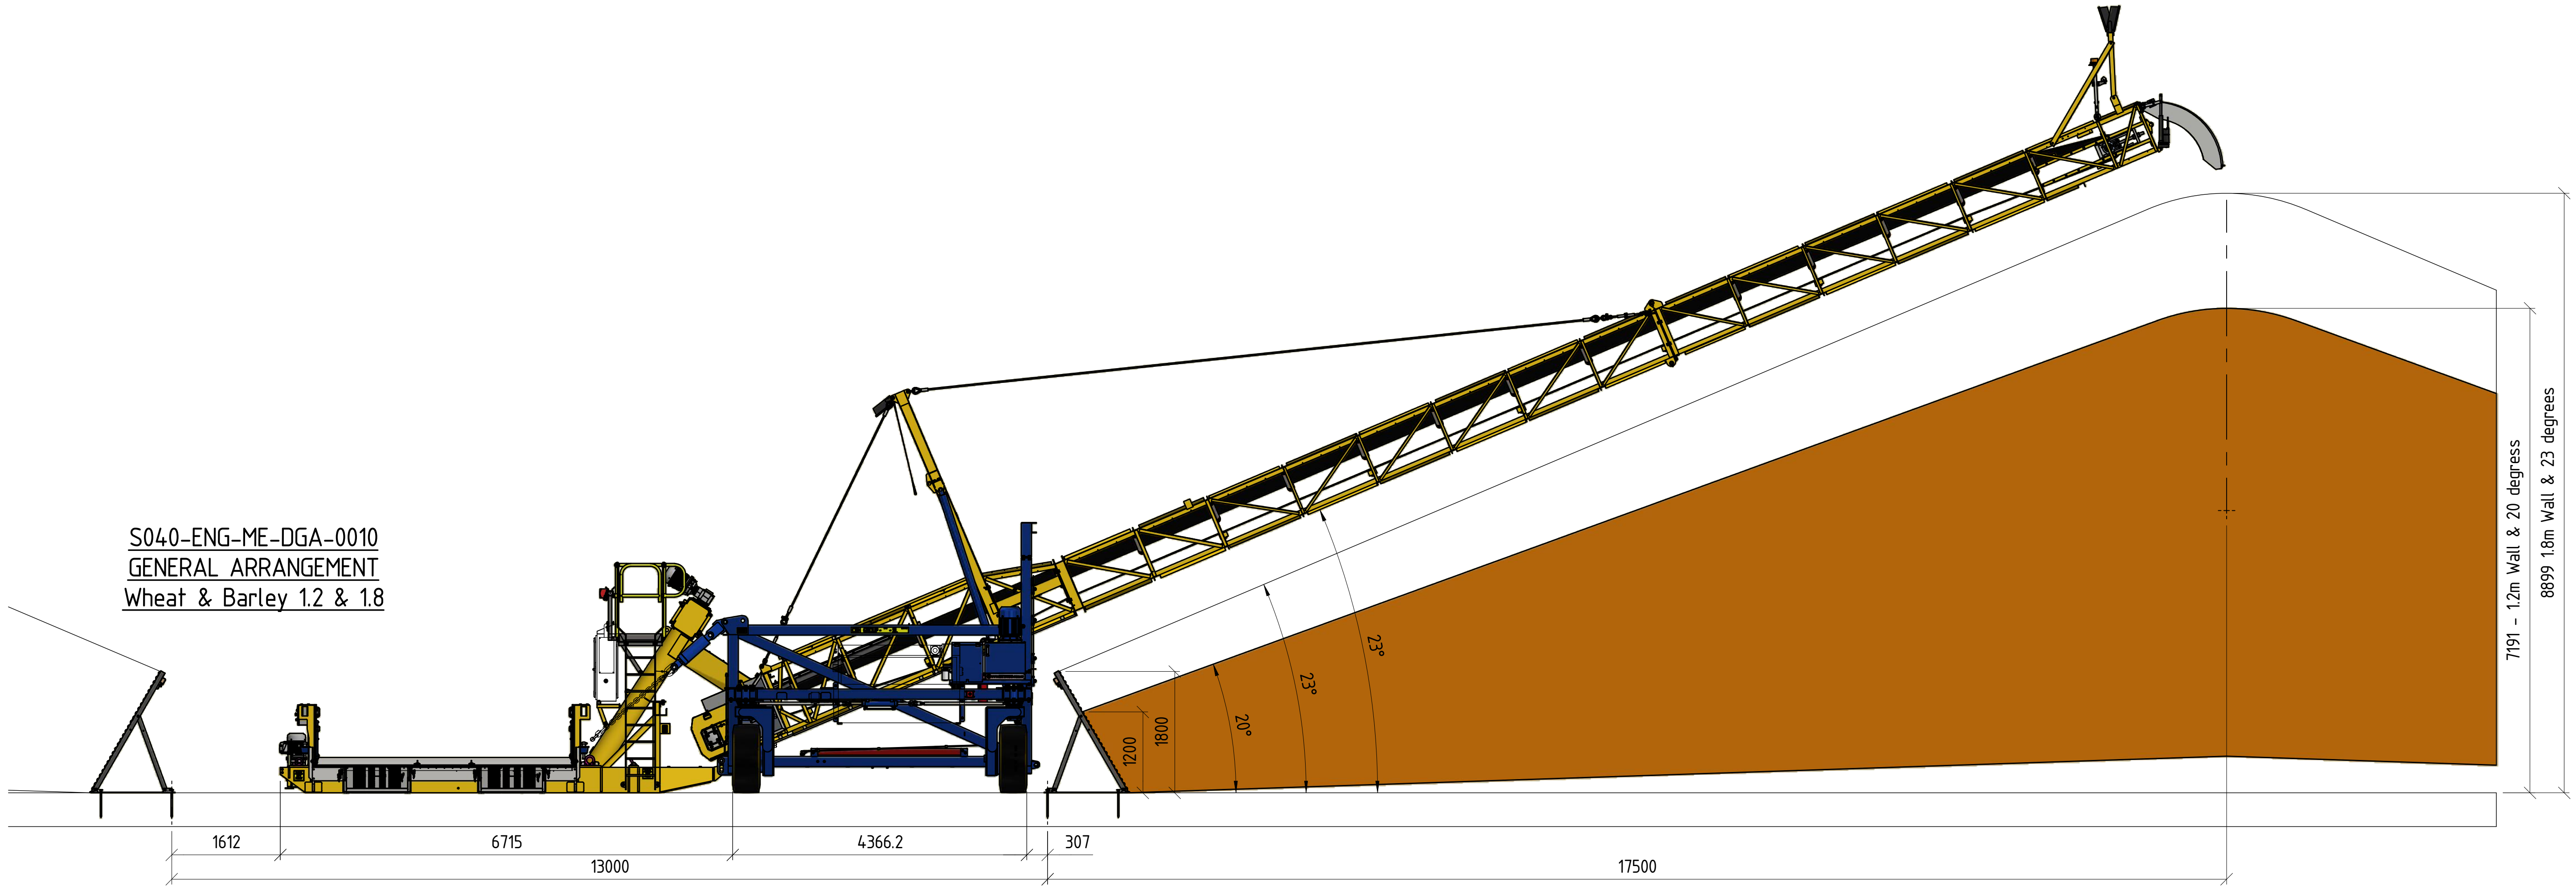 S040-ENG-ME-DGA-0010
GENERAL ARRANGEMENT
Wheat & Barley 1.2 & 1.8
20°
23°
23°
1200
1800
7191 - 1.2m Wall & 20 degress
8899 1.8m Wall & 23 degrees
1612
6715
4366.2
307
13000
17500